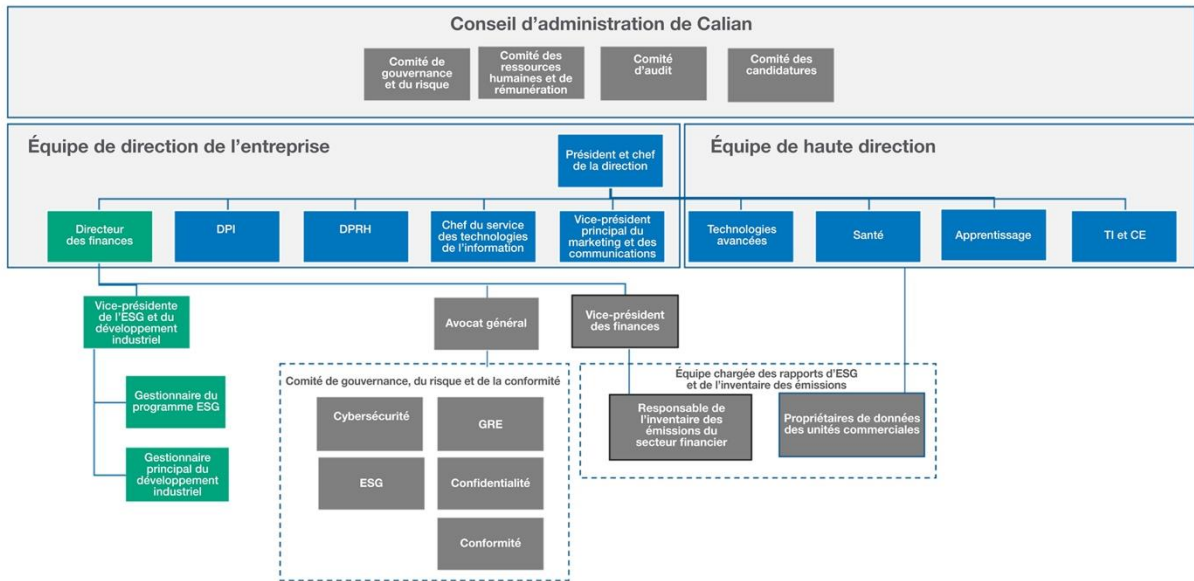 Conseil d’administration de Calian
Comité de
gouvernance
et du risque
Comité des
ressources
humaines et de
rémunération
Comité
d’audit
Comité des
candidatures
Équipe de direction de l’entreprise
Président et chef
de la direction
Équipe de haute direction
Directeur
des finances
DPI
DPRH
Chef du service
des technologies
de l’information
Vice-président
principal du
marketing et des
communications
Technologies
avancées
Santé
Apprentissage
TI et CE
Vice-présidente
de l’ESG et du
développement
industriel
Avocat général
Vice-président
des finances
Gestionnaire du
programme ESG
Gestionnaire
principal du
développement
industriel
Comité de gouvernance, du risque et de la conformité
Cybersécurité
GRE
ESG
Confidentialité
Conformité
Équipe chargée des rapports d’ESG
et de l’inventaire des émissions
Responsable de
l’inventaire des
émissions du
secteur financier
Propriétaires de données
des unités commerciales